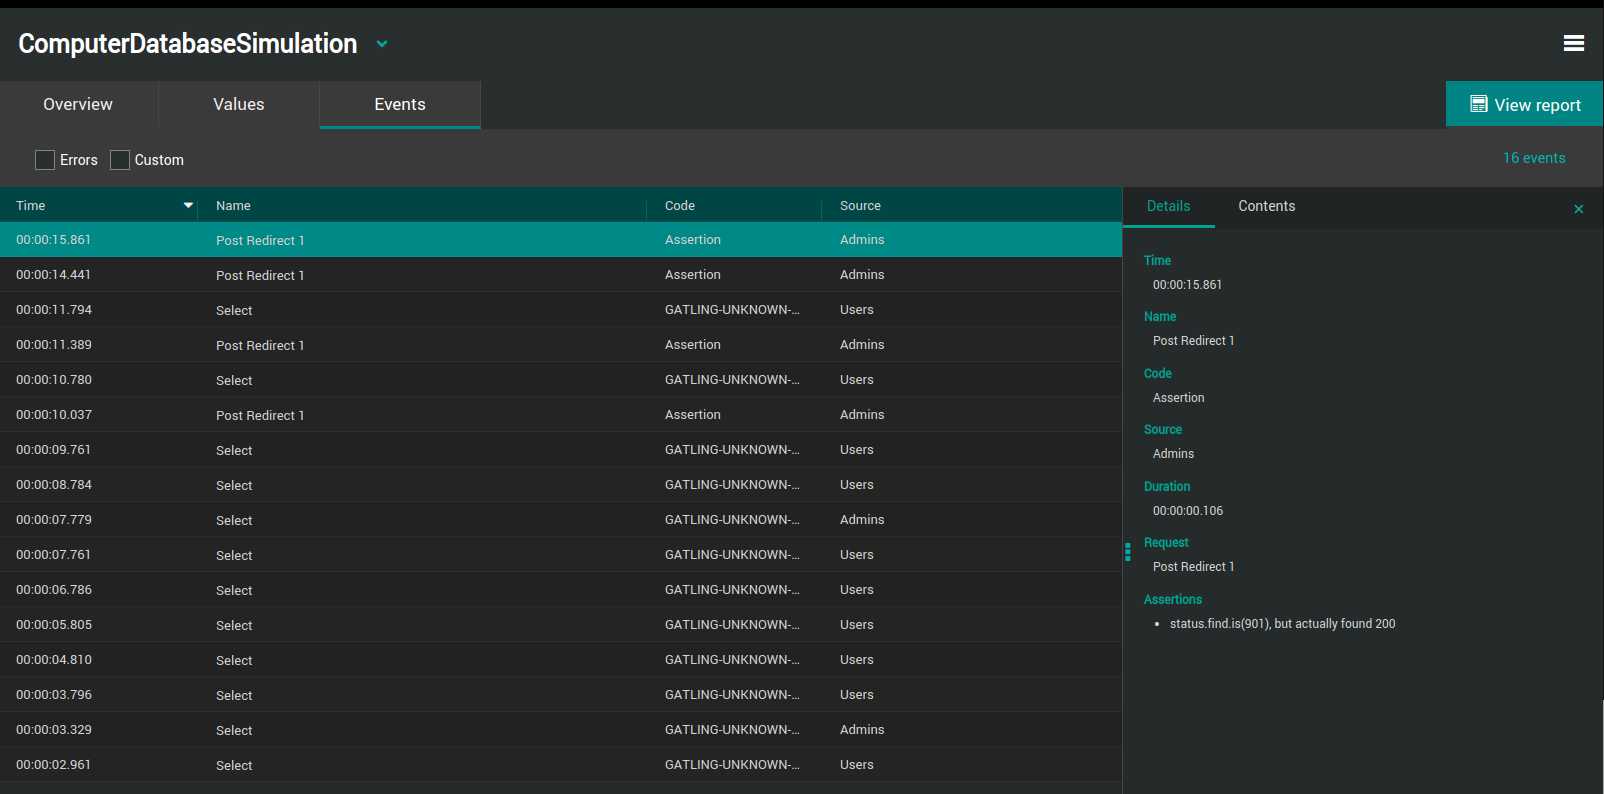 ComputerDatabaseSimulation
Overview Values Events View report
Errors Custom 16 events
Time Name Code Source
00:00:15.861 Post Redirect 1 Assertion Admins
00:00:14.441 Post Redirect 1 Assertion Admins
00:00:11.794 Select GATLING-UNKNOWN-... Users
00:00:11.389 Post Redirect 1 Assertion Admins
00:00:10.780 Select GATLING-UNKNOWN-... Users
00:00:10.037 Post Redirect 1 Assertion Admins
00:00:09.761 Select GATLING-UNKNOWN-... Users
00:00:08.784 Select GATLING-UNKNOWN-... Users
00:00:07.779 Select GATLING-UNKNOWN-... Admins
00:00:07.761 Select GATLING-UNKNOWN-... Users
00:00:06.786 Select GATLING-UNKNOWN-... Users
00:00:05.805 Select GATLING-UNKNOWN-... Users
00:00:04.810 Select GATLING-UNKNOWN-... Users
00:00:03.796 Select GATLING-UNKNOWN-... Users
00:00:03.329 Select GATLING-UNKNOWN-... Admins
00:00:02.961 Select GATLING-UNKNOWN-... Users
Details Contents ×
Time
00:00:15.861
Name
Post Redirect 1
Code
Assertion
Source
Admins
Duration
00:00:00.106
Request
Post Redirect 1
Assertions
• status.find.is(901), but actually found 200